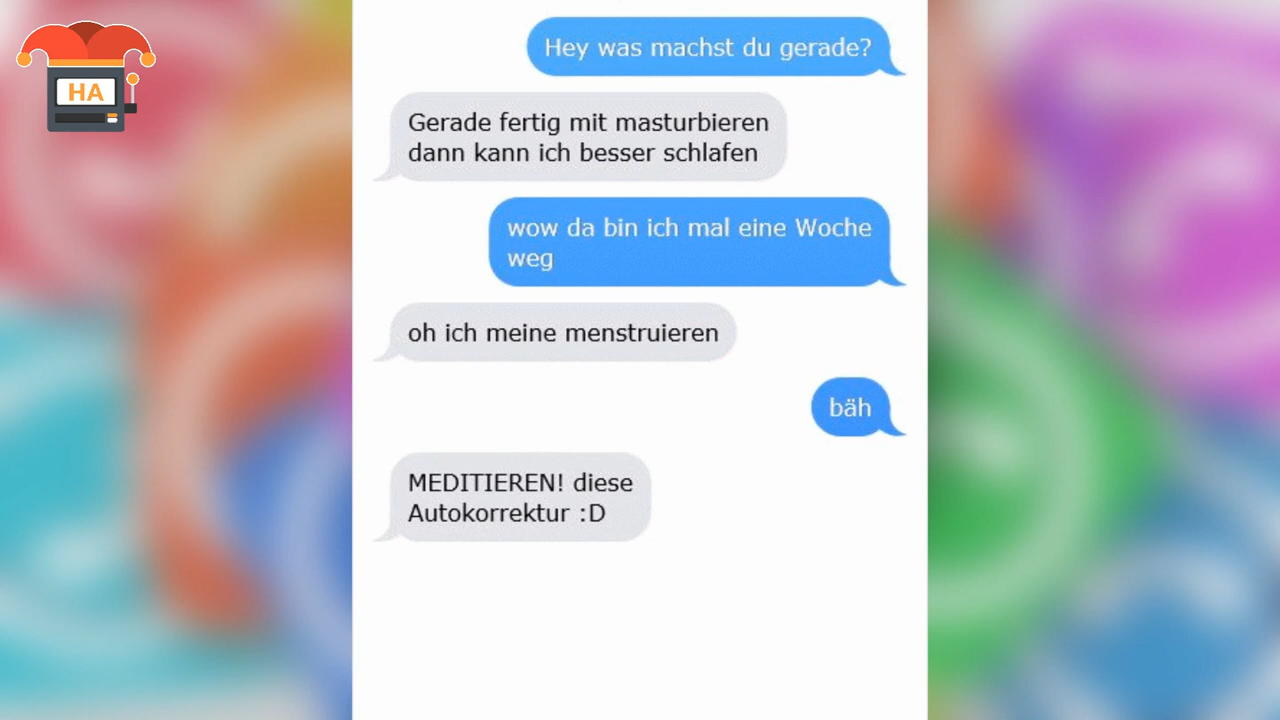 HA
Hey was machst du gerade?
Gerade fertig mit masturbieren
dann kann ich besser schlafen
wow da bin ich mal eine Woche
weg
oh ich meine menstruieren
bäh
MEDITIEREN! diese
Autokorrektur :D